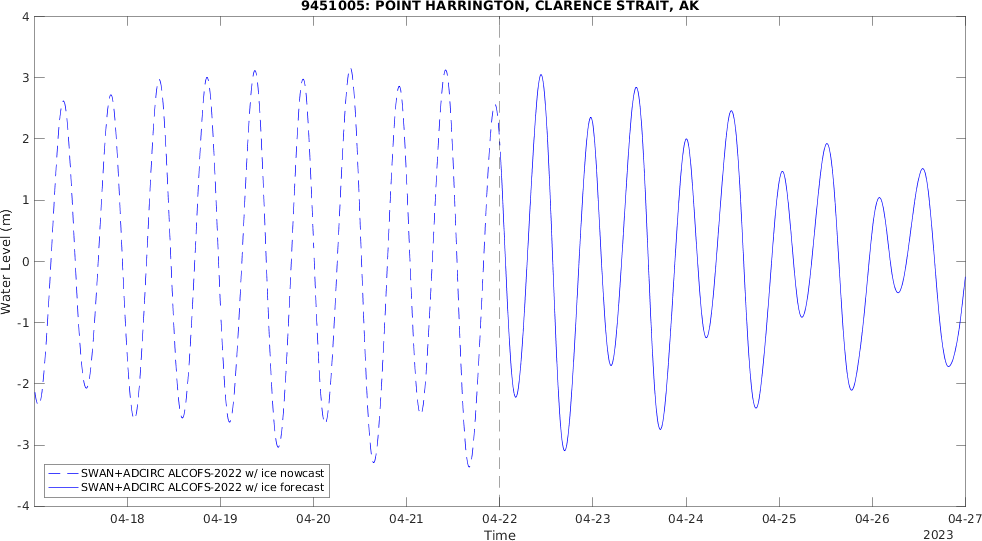 9451005: POINT HARRINGTON, CLARENCE STRAIT, AK
4
3
2
1
0
-1
-2
-3
-4
Water Level (m)
SWAN+ADCIRC ALCOFS-2022 w/ ice nowcast
SWAN+ADCIRC ALCOFS-2022 w/ ice forecast
04-18 04-19 04-20 04-21 04-22 04-23 04-24 04-25 04-26 04-27
Time
2023